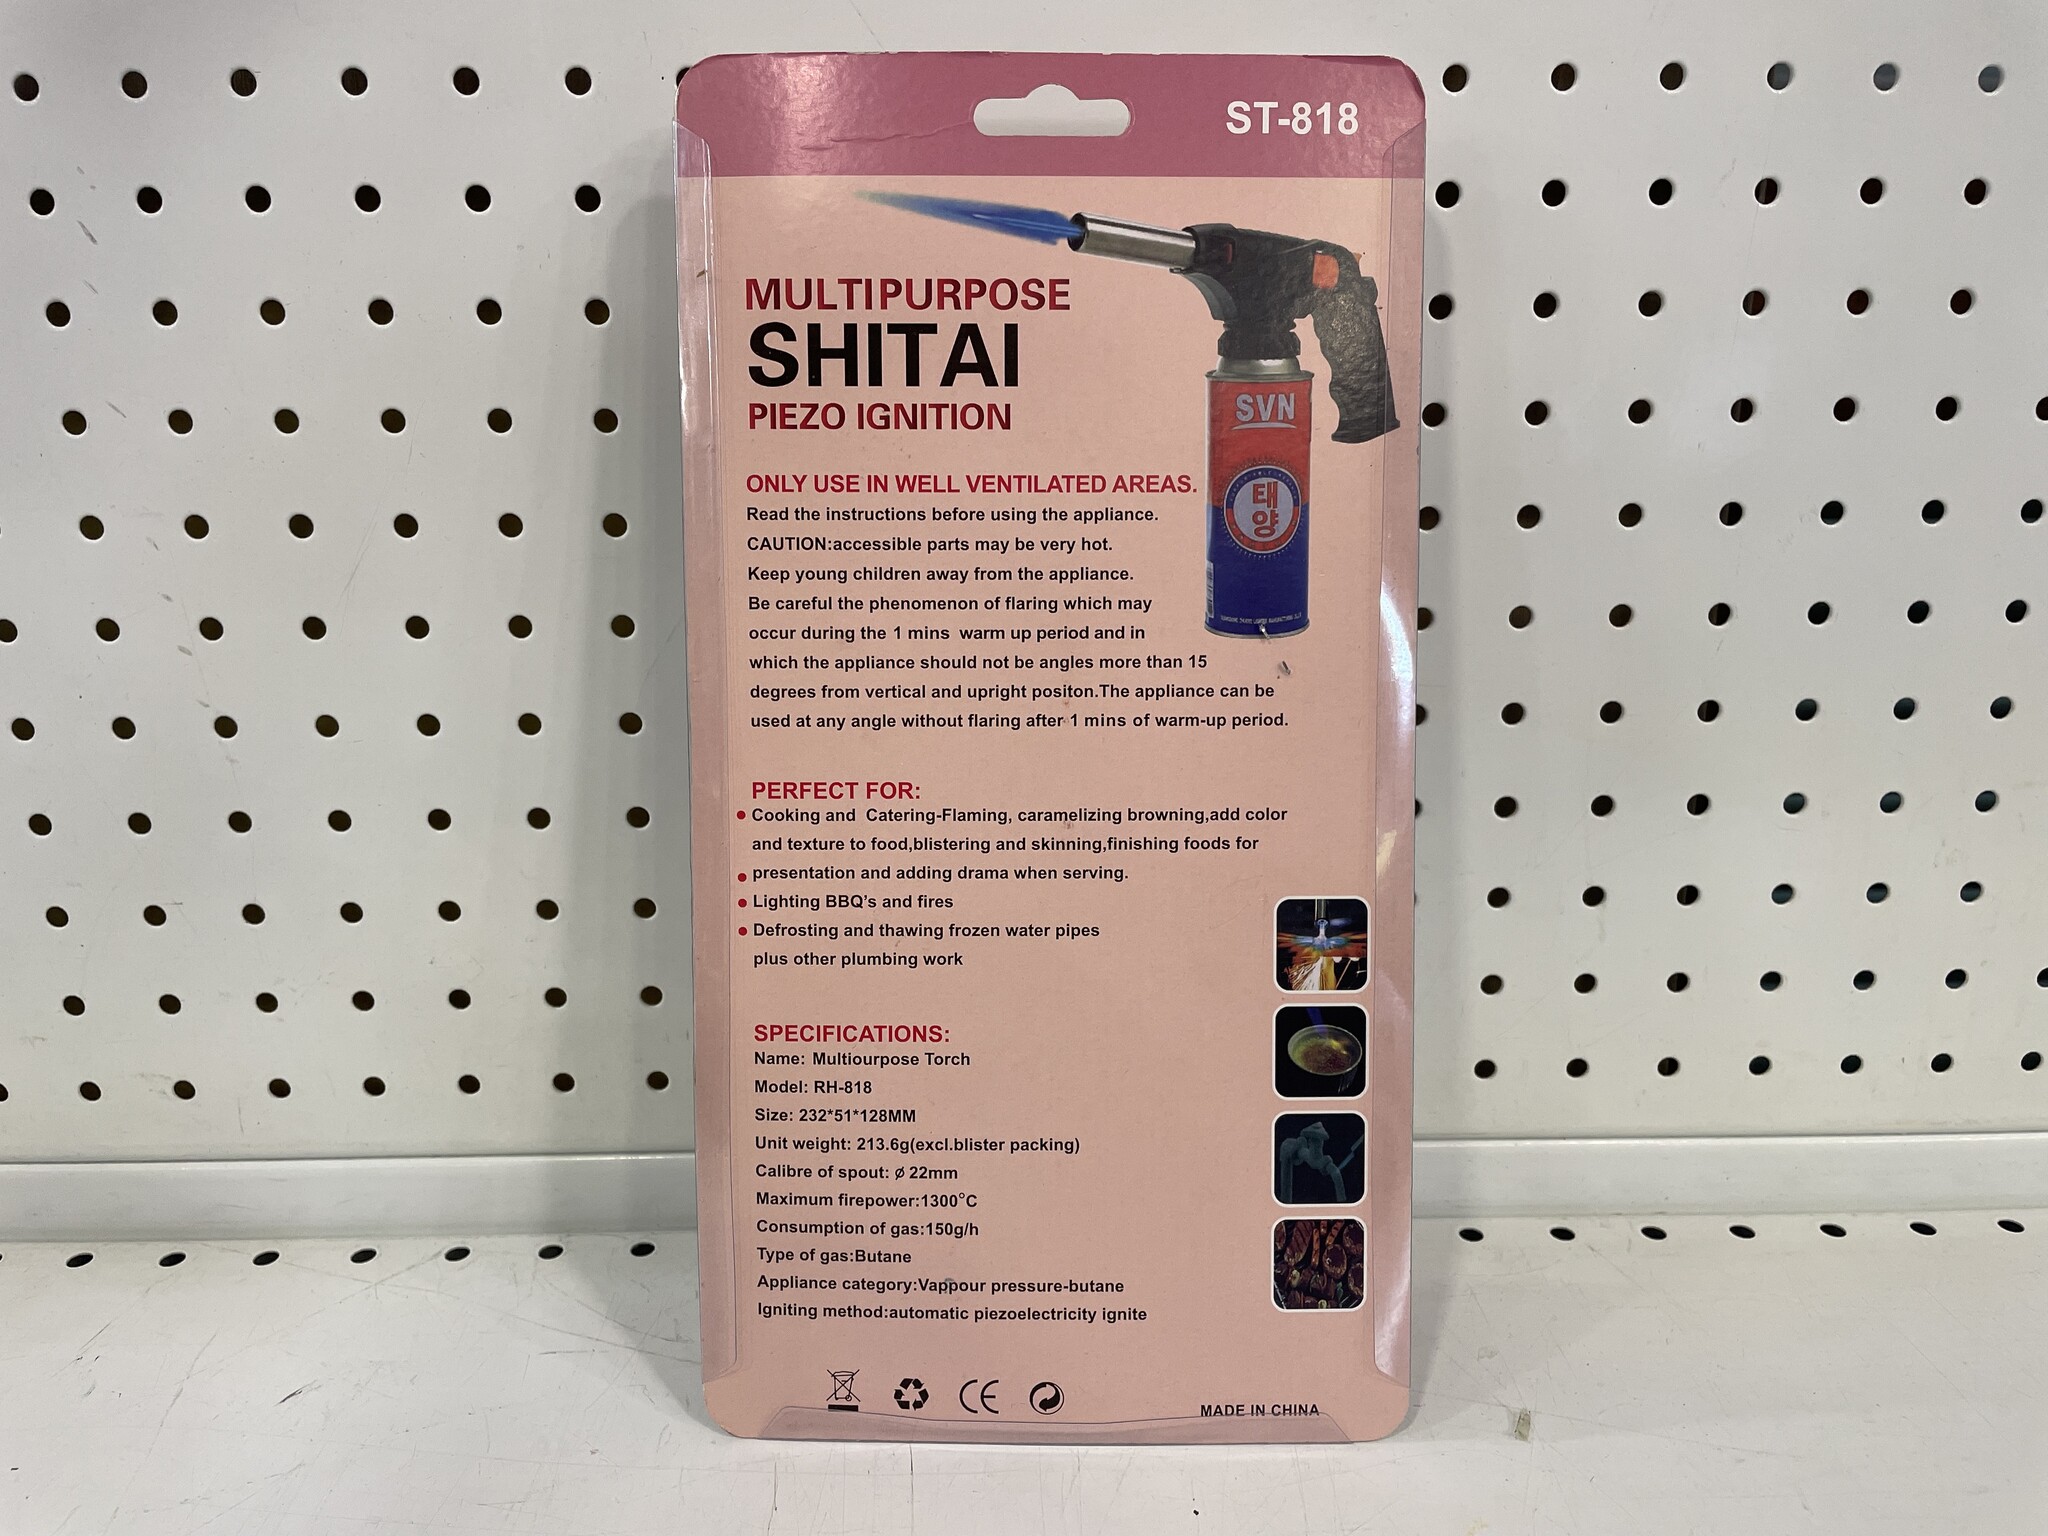 ST-818
MULTIPURPOSE
SHITAI
PIEZO IGNITION
SVN
태
양
ONLY USE IN WELL VENTILATED AREAS.
Read the instructions before using the appliance.
CAUTION:accessible parts may be very hot.
Keep young children away from the appliance.
Be careful the phenomenon of flaring which may
occur during the 1 mins warm up period and in
which the appliance should not be angles more than 15
degrees from vertical and upright positon.The appliance can be
used at any angle without flaring after 1 mins of warm-up period.
PERFECT FOR:
Cooking and Catering-Flaming, caramelizing browning,add color
and texture to food,blistering and skinning,finishing foods for
presentation and adding drama when serving.
Lighting BBQ's and fires
Defrosting and thawing frozen water pipes
plus other plumbing work
SPECIFICATIONS:
Name: Multiourpose Torch
Model: RH-818
Size: 232*51*128MM
Unit weight: 213.6g(excl.blister packing)
Calibre of spout: ø 22mm
Maximum firepower:1300°C
Consumption of gas:150g/h
Type of gas:Butane
Appliance category:Vappour pressure-butane
Igniting method:automatic piezoelectricity ignite
CE
MADE IN CHINA